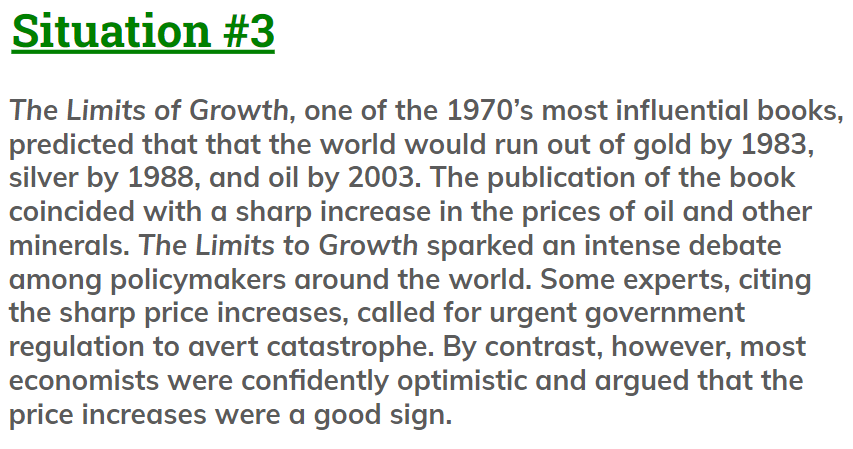 Situation #3
The Limits of Growth, one of the 1970’s most influential books,
predicted that that the world would run out of gold by 1983,
silver by 1988, and oil by 2003. The publication of the book
coincided with a sharp increase in the prices of oil and other
minerals. The Limits to Growth sparked an intense debate
among policymakers around the world. Some experts, citing
the sharp price increases, called for urgent government
regulation to avert catastrophe. By contrast, however, most
economists were confidently optimistic and argued that the
price increases were a good sign.